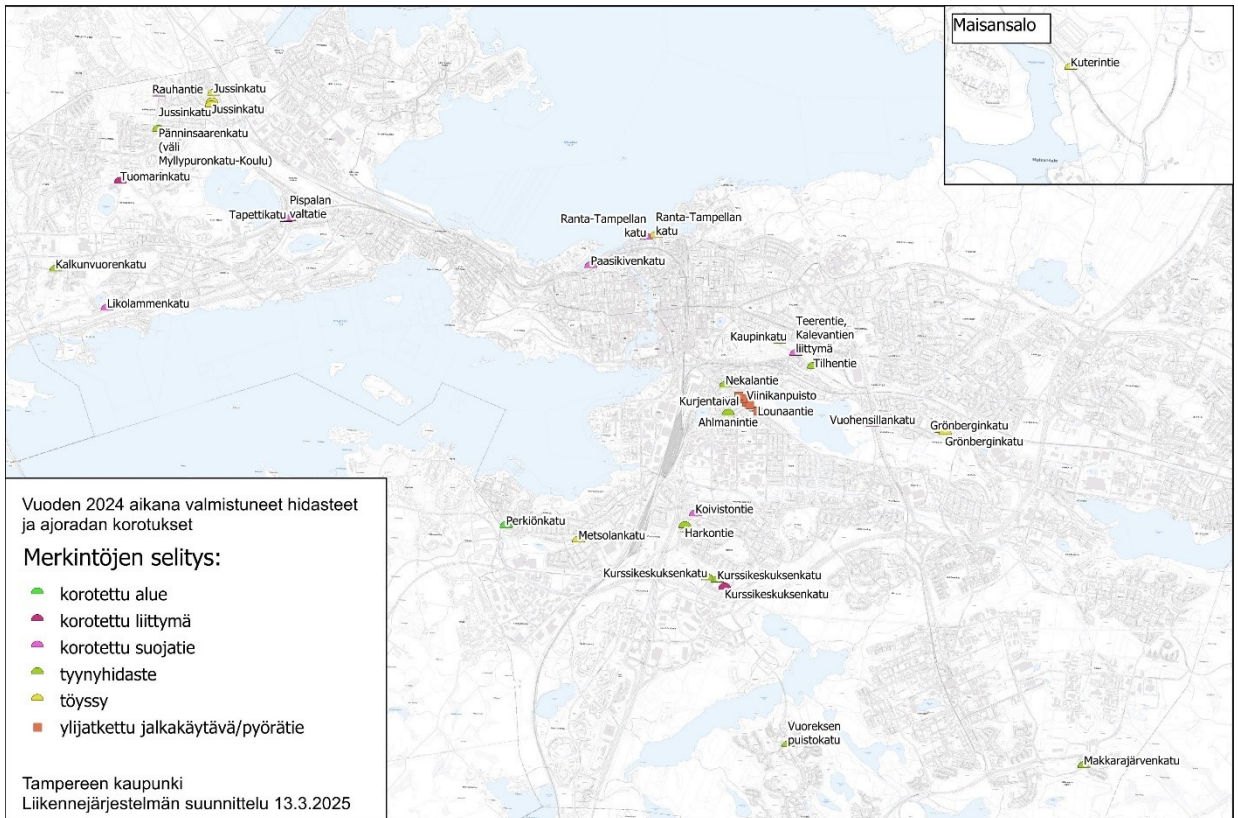 Maisansalo
Kuterintie
Rauhantie
Jussinkatu
Jussinkatu
Jussinkatu
Pänninsaarenkatu
(väli
Myllypuronkatu-Koulu)
Tuomarinkatu
Tapettikatu
Pispalan
valtatie
Kalkunvuorenkatu
Likolammenkatu
Ranta-Tampellan
katu
Ranta-Tampellan
katu
Paasikivenkatu
Kaupinkatu
Teerentie,
Kalevantien
liittymä
Tilhentie
Nekalantie
Kurjentaival
Viinikanpuisto
Lounaantie
Ahlmanintie
Vuohensillankatu
Grönberginkatu
Grönberginkatu
Perkiönkatu
Metsolankatu
Koivistontie
Harkontie
Kurssikeskuksenkatu
Kurssikeskuksenkatu
Kurssikeskuksenkatu
Vuoreksen
puistokatu
Makkarajärvenkatu
Vuoden 2024 aikana valmistuneet hidasteet
ja ajoradan korotukset
Merkintöjen selitys:
korotettu alue
korotettu liittymä
korotettu suojatie
tyynyhidaste
töyssy
ylijatkettu jalkakäytävä/pyörätie
Tampereen kaupunki
Liikennejärjestelmän suunnittelu 13.3.2025